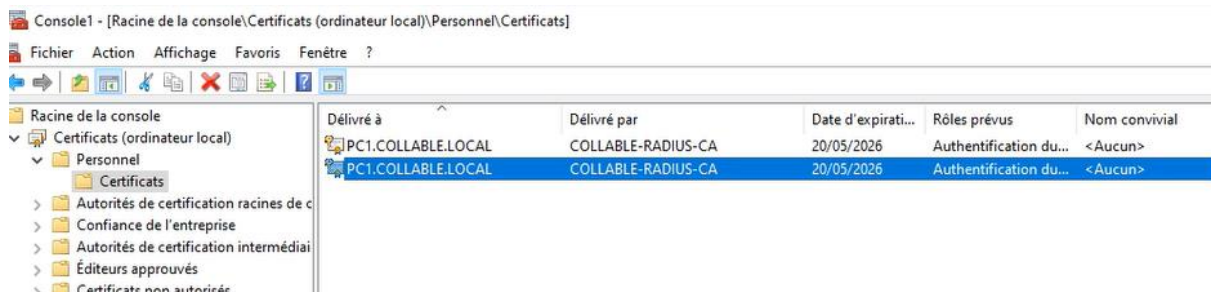 Console1 - [Racine de la console\Certificats (ordinateur local)\Personnel\Certificats]
Fichier Action Affichage Favoris Fenêtre ?
Racine de la console
Certificats (ordinateur local)
Personnel
Certificats
Autorités de certification racines de c
Confiance de l'entreprise
Autorités de certification intermédiai
Éditeurs approuvés
Certificats non autorisés
Délivré à Délivré par Date d'expirati... Rôles prévus Nom convivial
PC1.COLLABLE.LOCAL COLLABLE-RADIUS-CA 20/05/2026 Authentification du... <Aucun>
PC1.COLLABLE.LOCAL COLLABLE-RADIUS-CA 20/05/2026 Authentification du... <Aucun>